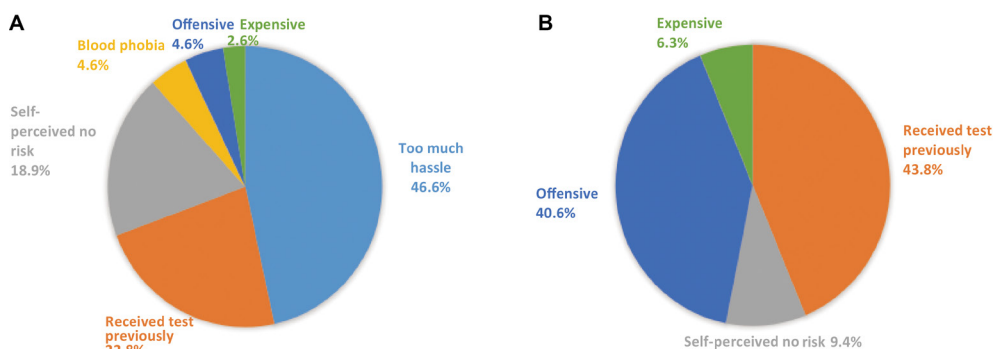 A
Offensive
4.6%
Expensive
2.6%
Blood phobia
4.6%
Self-
perceived no
risk
18.9%
Too much
hassle
46.6%
Received test
previously
B
Expensive
6.3%
Received test
previously
43.8%
Offensive
40.6%
Self-perceived no risk 9.4%